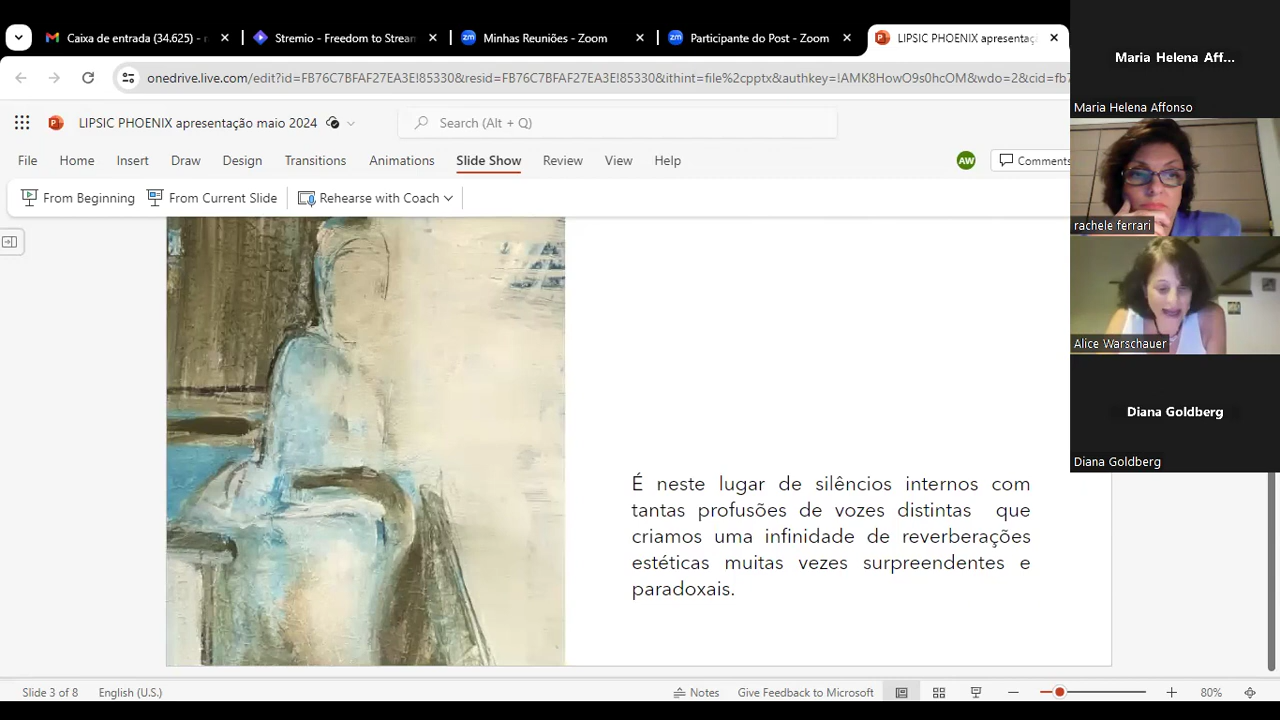 Caixa de entrada (34.625) -
Stremio - Freedom to Strea
Minhas Reuniões - Zoom
Participante do Post - Zoom
LIPSIC PHOENIX apresentaç
Maria Helena Aff...
onedrive.live.com/edit?id=FB76C7BFAF27EA3E!85330&resid=FB76C7BFAF27EA3E!85330&ithint=file%2cpptx&authkey=!AMK8HowO9s0hcOM&wdo=2&cid=fb7
Maria Helena Affonso
LIPSIC PHOENIX apresentação maio 2024
Search (Alt + Q)
File Home Insert Draw Design Transitions Animations Slide Show Review View Help
AW
Comments
From Beginning From Current Slide Rehearse with Coach
rachele ferrari
Alice Warschauer
Diana Goldberg
Diana Goldberg
É neste lugar de silêncios internos com
tantas profusões de vozes distintas que
criamos uma infinidade de reverberações
estéticas muitas vezes surpreendentes e
paradoxais.
Slide 3 of 8 English (U.S.) Notes Give Feedback to Microsoft 80%